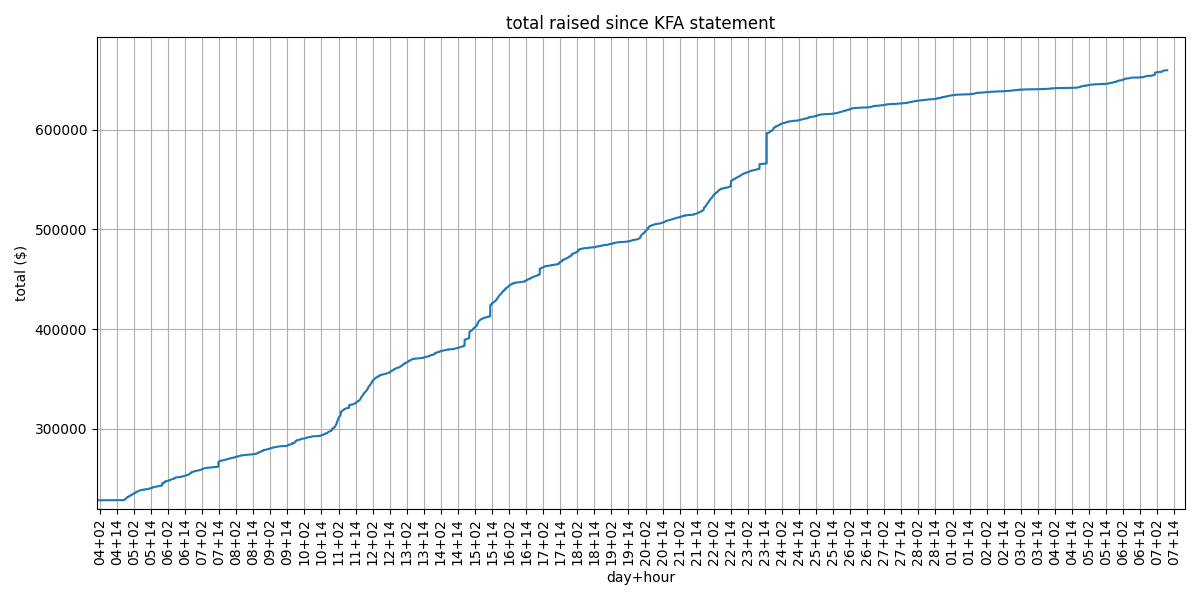 total raised since KFA statement
600000
500000
400000
300000
total ($)
04+02 04+14 05+02 05+14 06+02 06+14 07+02 07+14 08+02 08+14 09+02 09+14 10+02 10+14 11+02 11+14 12+02 12+14 13+02 13+14 14+02 14+14 15+02 15+14 16+02 16+14 17+02 17+14 18+02 18+14 19+02 19+14 20+02 20+14 21+02 21+14 22+02 22+14 23+02 23+14 24+02 24+14 25+02 25+14 26+02 26+14 27+02 27+14 28+02 28+14 01+02 01+14 02+02 02+14 03+02 03+14 04+02 04+14 05+02 05+14 06+02 06+14 07+02 07+14
day+hour